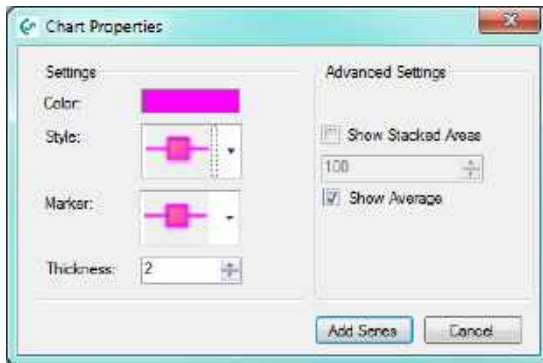 Chart Properties
Settings
Color:
Style:
Marker:
Thickness: 2
Advanced Settings
Show Stacked Areas
100
Show Average
Add Series
Cancel